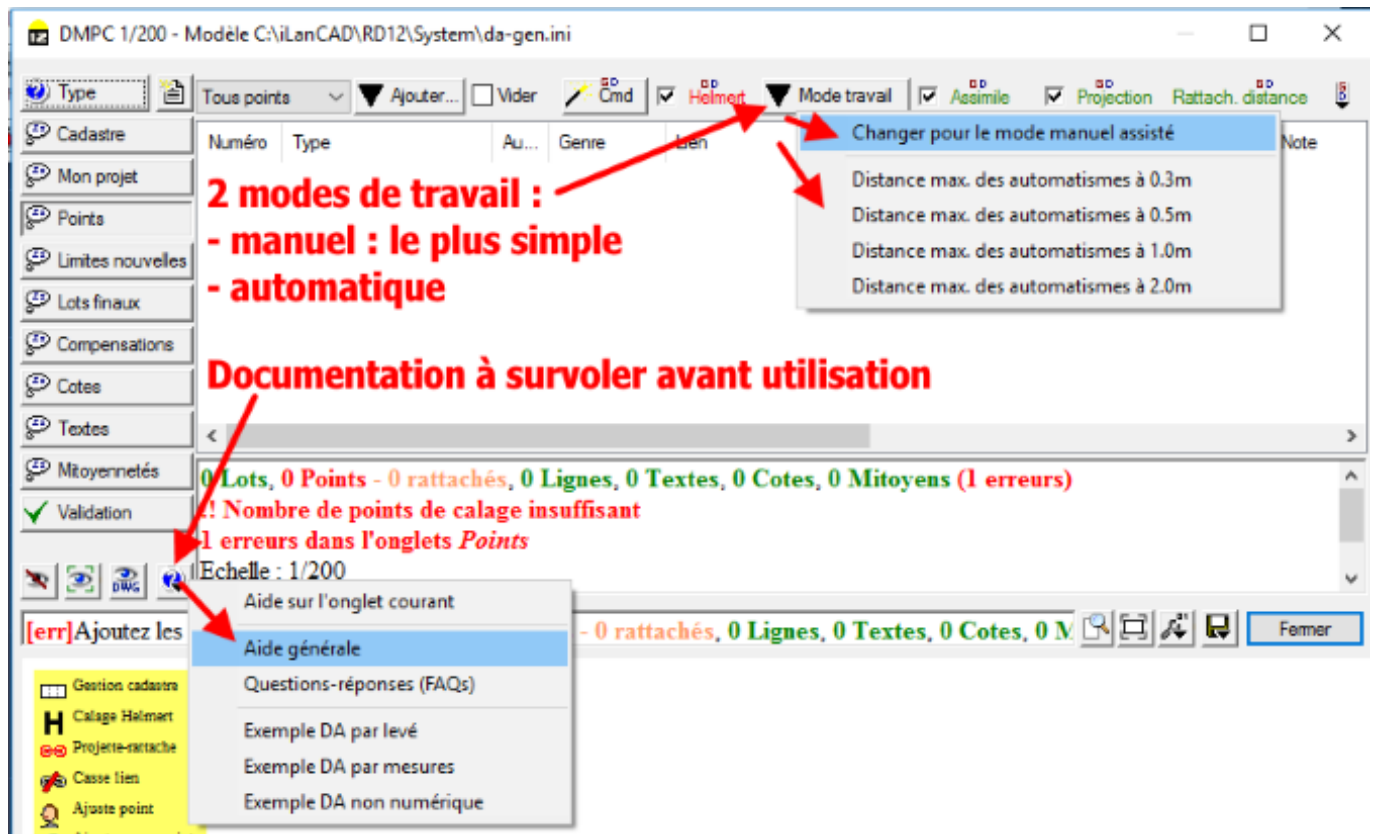 DMPC 1/200 - Modèle C:\iLanCAD\RD12\System\da-gen.ini
Type Tous points Ajouter... Vider Cmd Helmert Mode travail Assimile Projection Rattach. distance
Cadastre
Numéro Type Au... Genre Lien Note
Changer pour le mode manuel assisté
Distance max. des automatismes à 0.3m
Distance max. des automatismes à 0.5m
Distance max. des automatismes à 1.0m
Distance max. des automatismes à 2.0m
Mon projet
Points
Limites nouvelles
Lots finaux
Compensations
Cotes
Textes
Mitoyennetés
Validation
2 modes de travail :
- manuel : le plus simple
- automatique
Documentation à survoler avant utilisation
0 Lots, 0 Points - 0 rattachés, 0 Lignes, 0 Textes, 0 Cotes, 0 Mitoyens (1 erreurs)
!! Nombre de points de calage insuffisant
1 erreurs dans l'onglets Points
Echelle : 1/200
DWG
Aide sur l'onglet courant
Aide générale
Questions-réponses (FAQs)
Exemple DA par levé
Exemple DA par mesures
Exemple DA non numérique
[err]Ajoutez les - 0 rattachés, 0 Lignes, 0 Textes, 0 Cotes, 0 M Fermer
Gestion cadastre
H Calage Helmert
Projette-rattache
Casse lien
Ajuste point